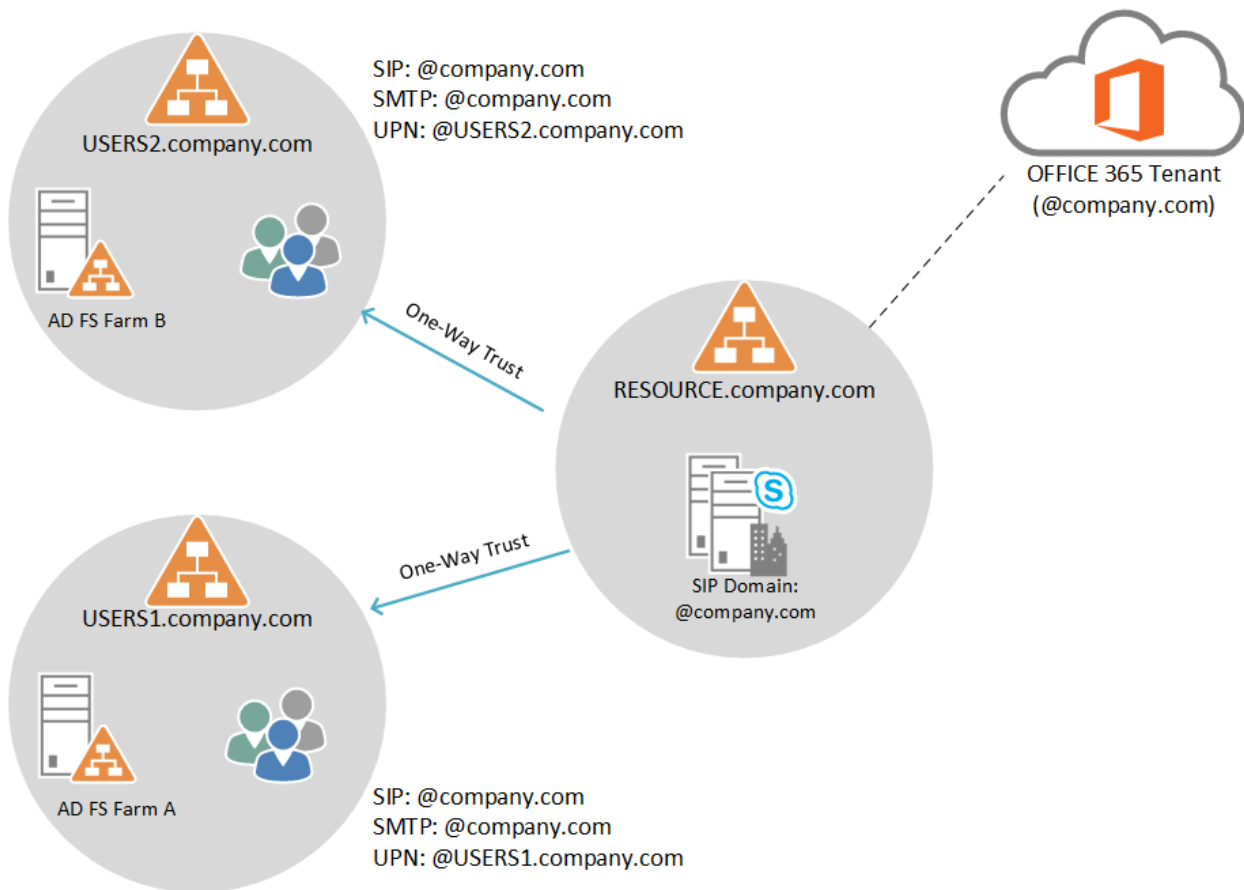 SIP: @company.com
SMTP: @company.com
UPN: @USERS2.company.com
USERS2.company.com
AD FS Farm B
OFFICE 365 Tenant
(@company.com)
One-Way Trust
RESOURCE.company.com
S
SIP Domain:
@company.com
One-Way Trust
USERS1.company.com
AD FS Farm A
SIP: @company.com
SMTP: @company.com
UPN: @USERS1.company.com